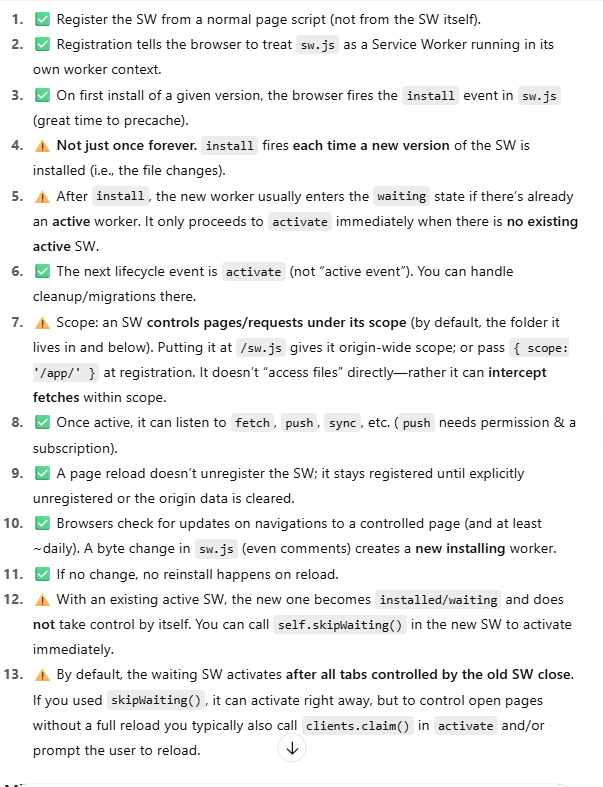 1. ✅ Register the SW from a normal page script (not from the SW itself).
2. ✅ Registration tells the browser to treat sw.js as a Service Worker running in its
own worker context.
3. ✅ On first install of a given version, the browser fires the install event in sw.js
(great time to precache).
4. ⚠️ Not just once forever. install fires each time a new version of the SW is
installed (i.e., the file changes).
5. ⚠️ After install, the new worker usually enters the waiting state if there's already
an active worker. It only proceeds to activate immediately when there is no existing
active SW.
6. ✅ The next lifecycle event is activate (not “active event”). You can handle
cleanup/migrations there.
7. ⚠️ Scope: an SW controls pages/requests under its scope (by default, the folder it
lives in and below). Putting it at /sw.js gives it origin-wide scope; or pass { scope:
'/app/' } at registration. It doesn't “access files” directly—rather it can intercept
fetches within scope.
8. ✅ Once active, it can listen to fetch, push, sync, etc. (push needs permission & a
subscription).
9. ✅ A page reload doesn't unregister the SW; it stays registered until explicitly
unregistered or the origin data is cleared.
10. ✅ Browsers check for updates on navigations to a controlled page (and at least
~daily). A byte change in sw.js (even comments) creates a new installing worker.
11. ✅ If no change, no reinstall happens on reload.
12. ⚠️ With an existing active SW, the new one becomes installed/waiting and does
not take control by itself. You can call self.skipWaiting() in the new SW to activate
immediately.
13. ⚠️ By default, the waiting SW activates after all tabs controlled by the old SW close.
If you used skipWaiting(), it can activate right away, but to control open pages
without a full reload you typically also call clients.claim() in activate and/or
prompt the user to reload.